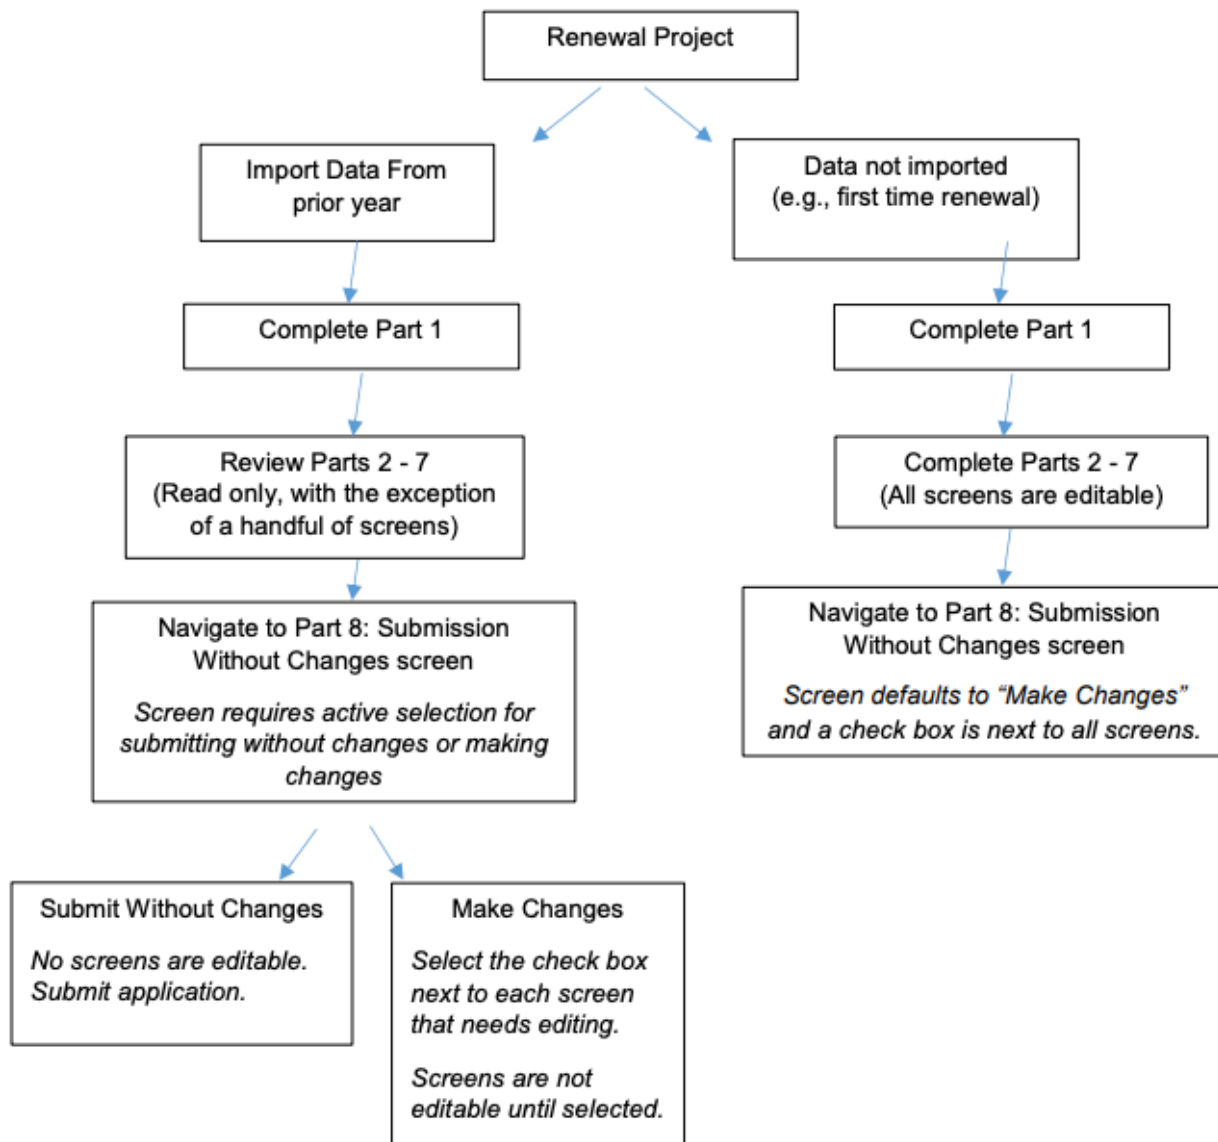 Renewal Project
Import Data From
prior year
Data not imported
(e.g., first time renewal)
Complete Part 1
Complete Part 1
Review Parts 2 - 7
(Read only, with the exception
of a handful of screens)
Complete Parts 2 - 7
(All screens are editable)
Navigate to Part 8: Submission
Without Changes screen
Screen requires active selection for
submitting without changes or making
changes
Navigate to Part 8: Submission
Without Changes screen
Screen defaults to “Make Changes”
and a check box is next to all screens.
Submit Without Changes
No screens are editable.
Submit application.
Make Changes
Select the check box
next to each screen
that needs editing.
Screens are not
editable until selected.